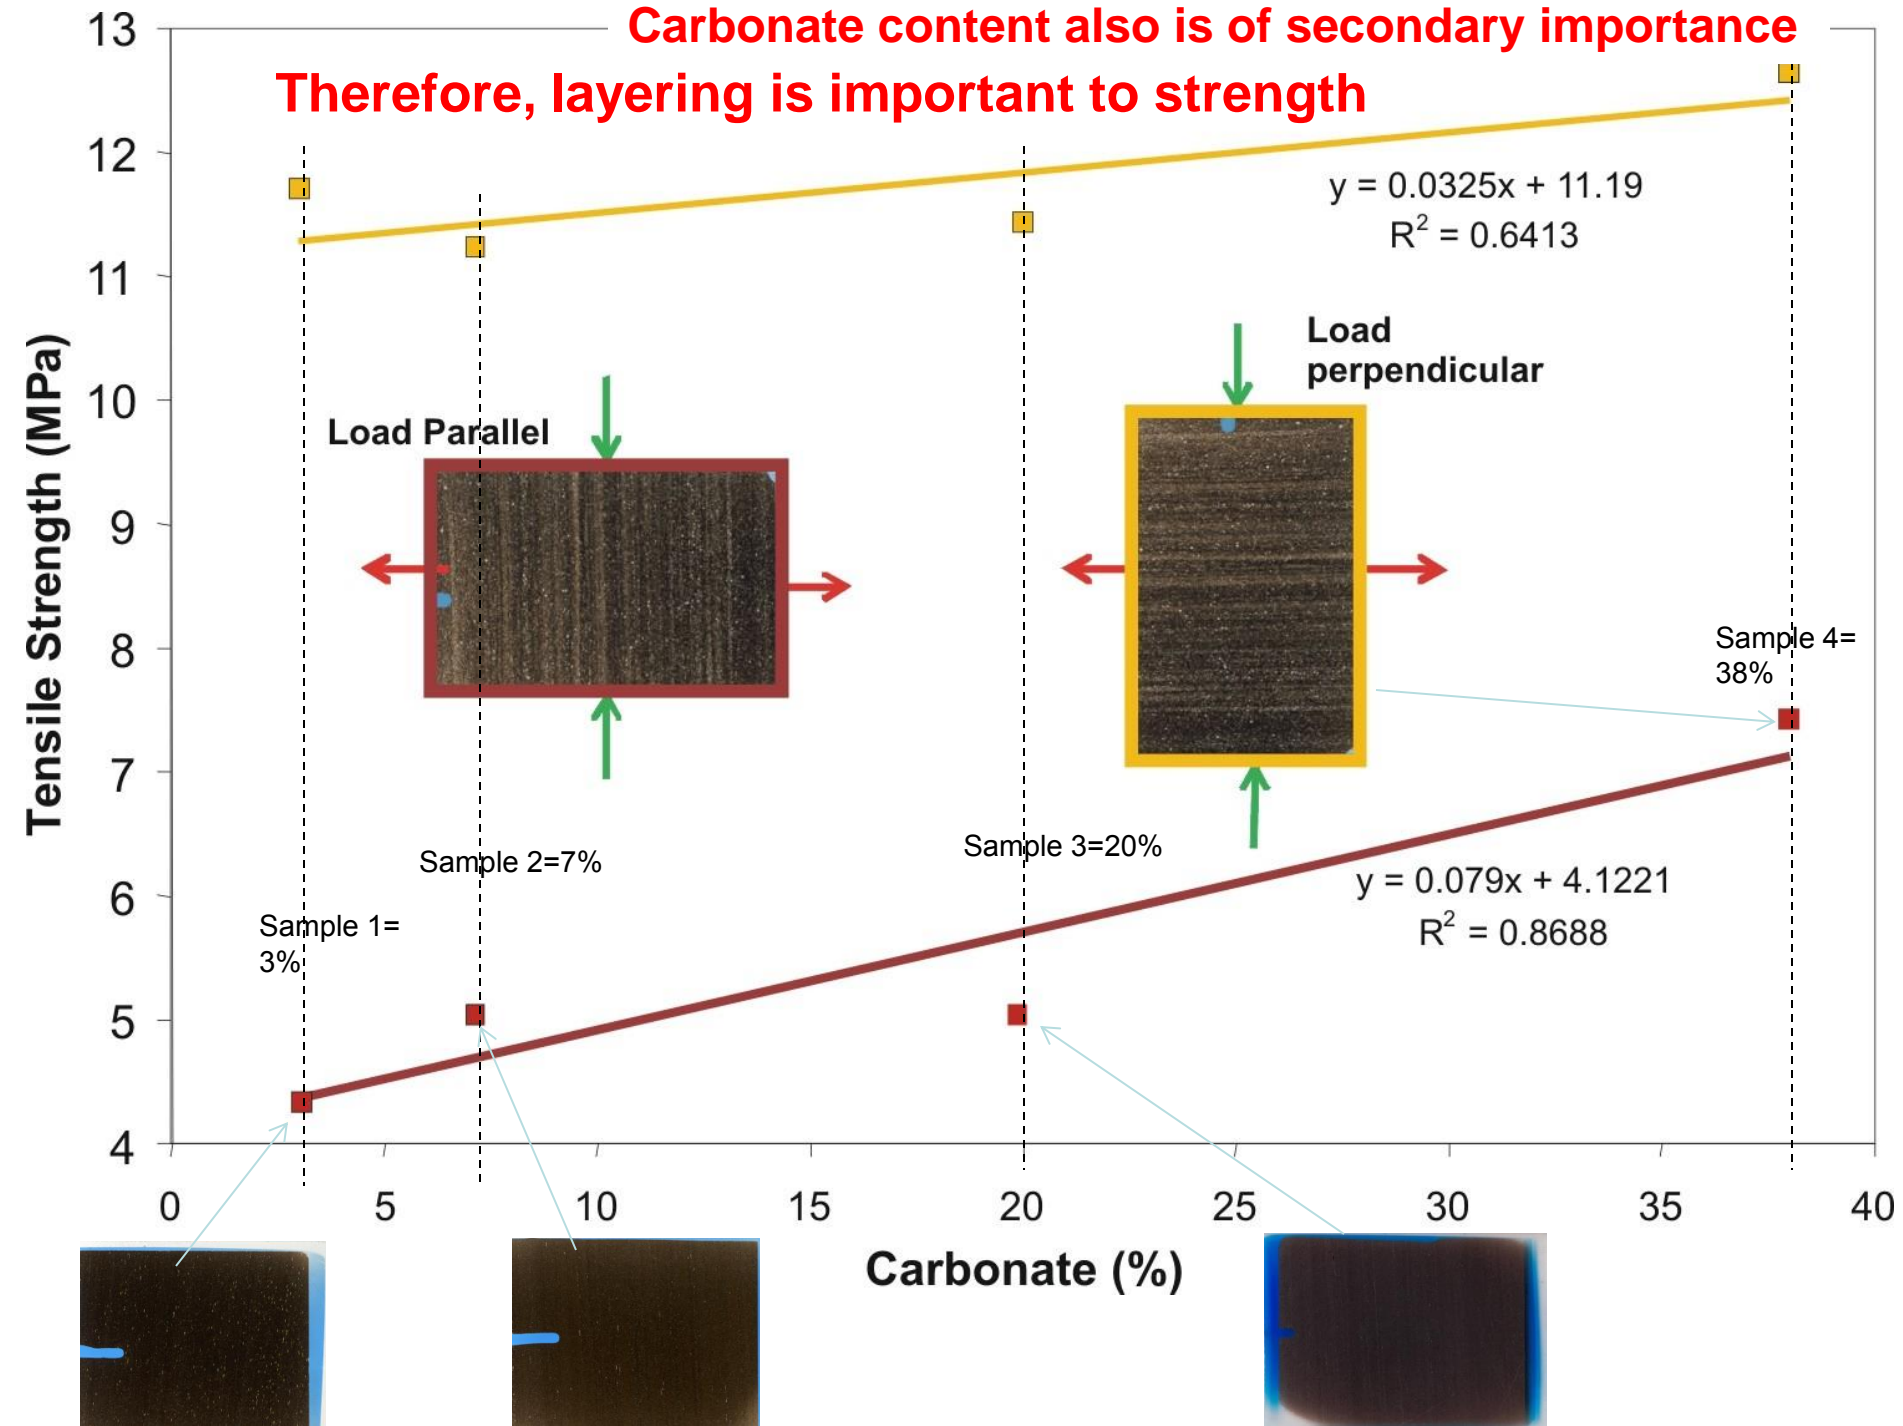 Carbonate content also is of secondary importance
Therefore, layering is important to strength
13
12
11
10
9
8
7
6
5
4
Tensile Strength (MPa)
y = 0.0325x + 11.19
R² = 0.6413
Load
perpendicular
Load Parallel
Sample 4=
38%
Sample 3=20%
Sample 2=7%
y = 0.079x + 4.1221
R² = 0.8688
Sample 1=
3%
0 5 10 15 20 25 30 35 40
Carbonate (%)